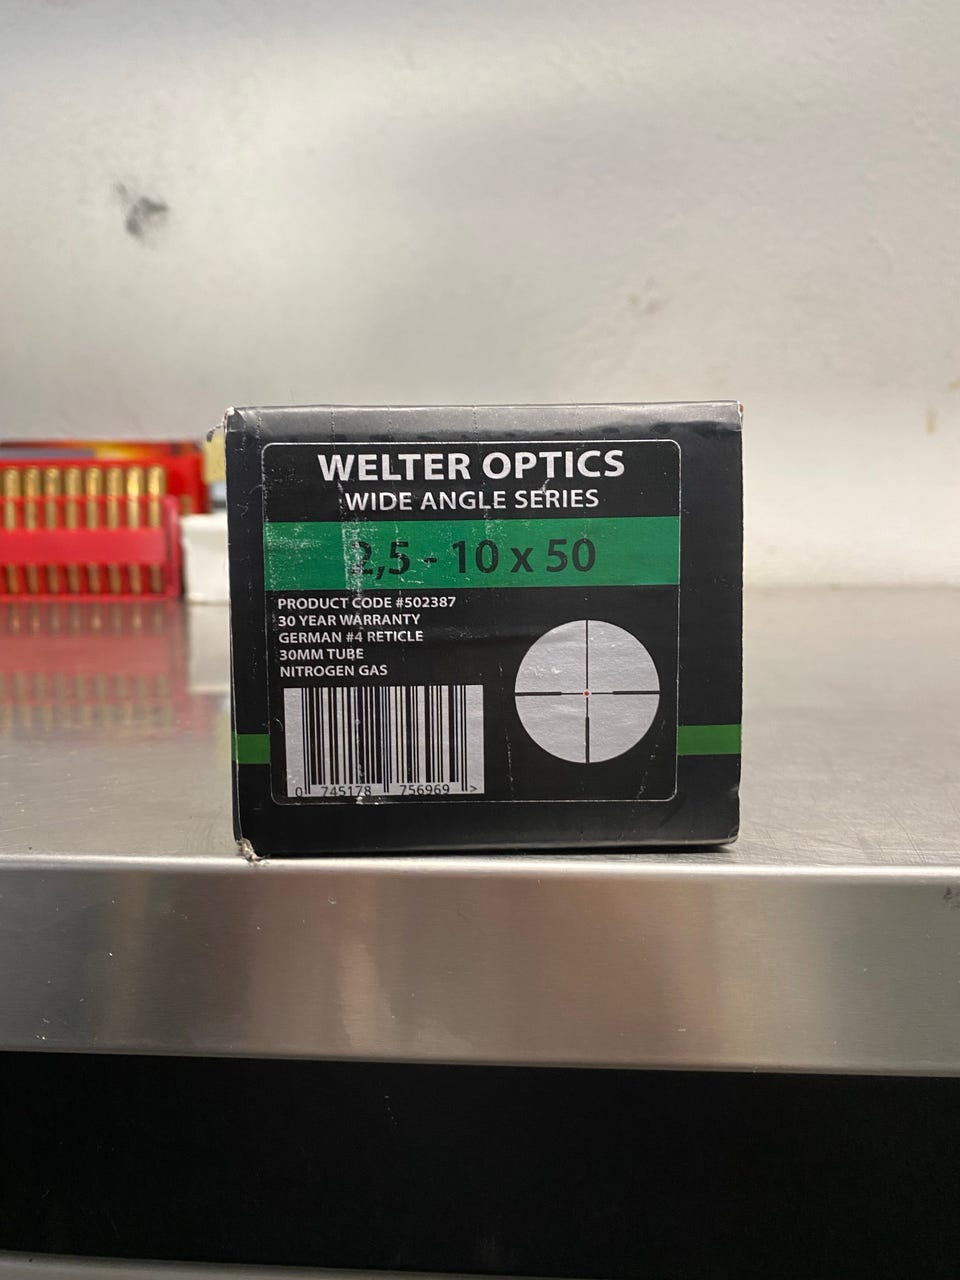 WELTER OPTICS
WIDE ANGLE SERIES
2,5 - 10 x 50
PRODUCT CODE #502387
30 YEAR WARRANTY
GERMAN #4 RETICLE
30MM TUBE
NITROGEN GAS
0 745178 756969 >